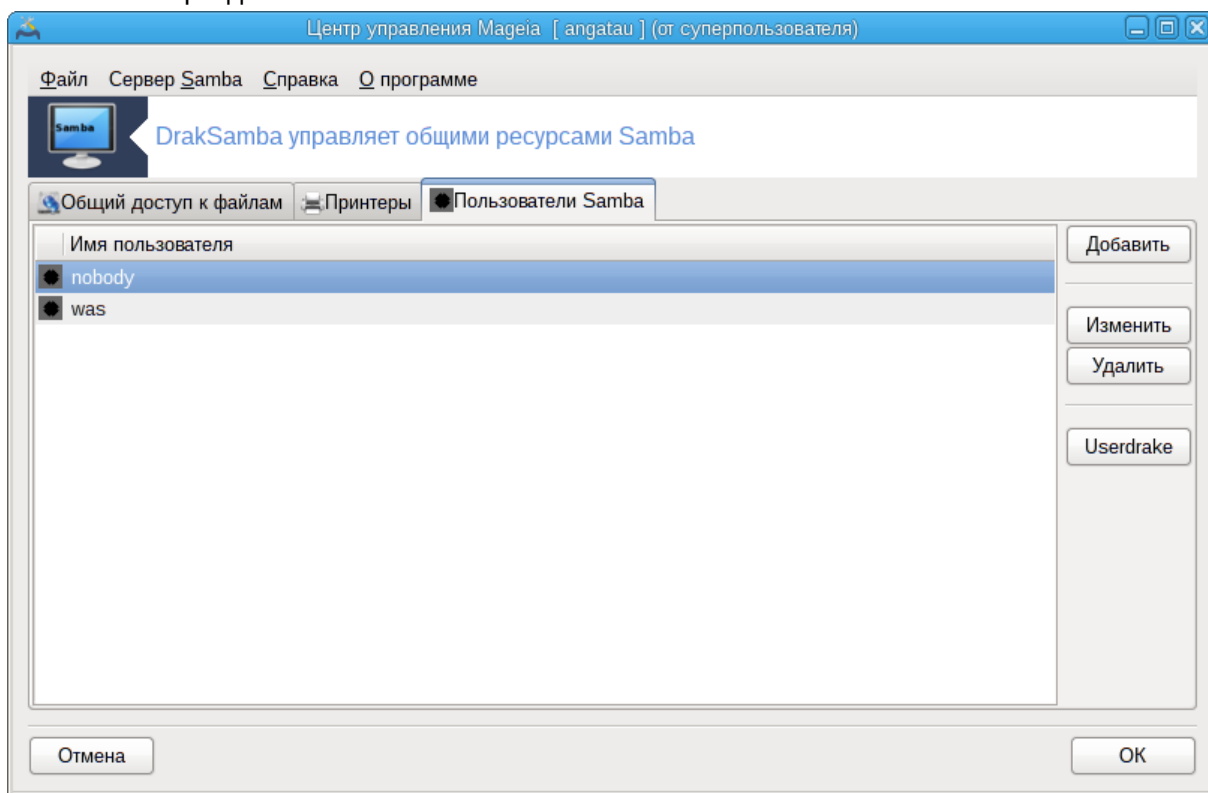 Центр управления Mageia [ angatau ] (от суперпользователя)
Файл Сервер Samba Справка О программе
Samba
DrakSamba управляет общими ресурсами Samba
Общий доступ к файлам Принтеры Пользователи Samba
Имя пользователя
nobody
was
Добавить
Изменить
Удалить
Userdrake
Отмена
ОК